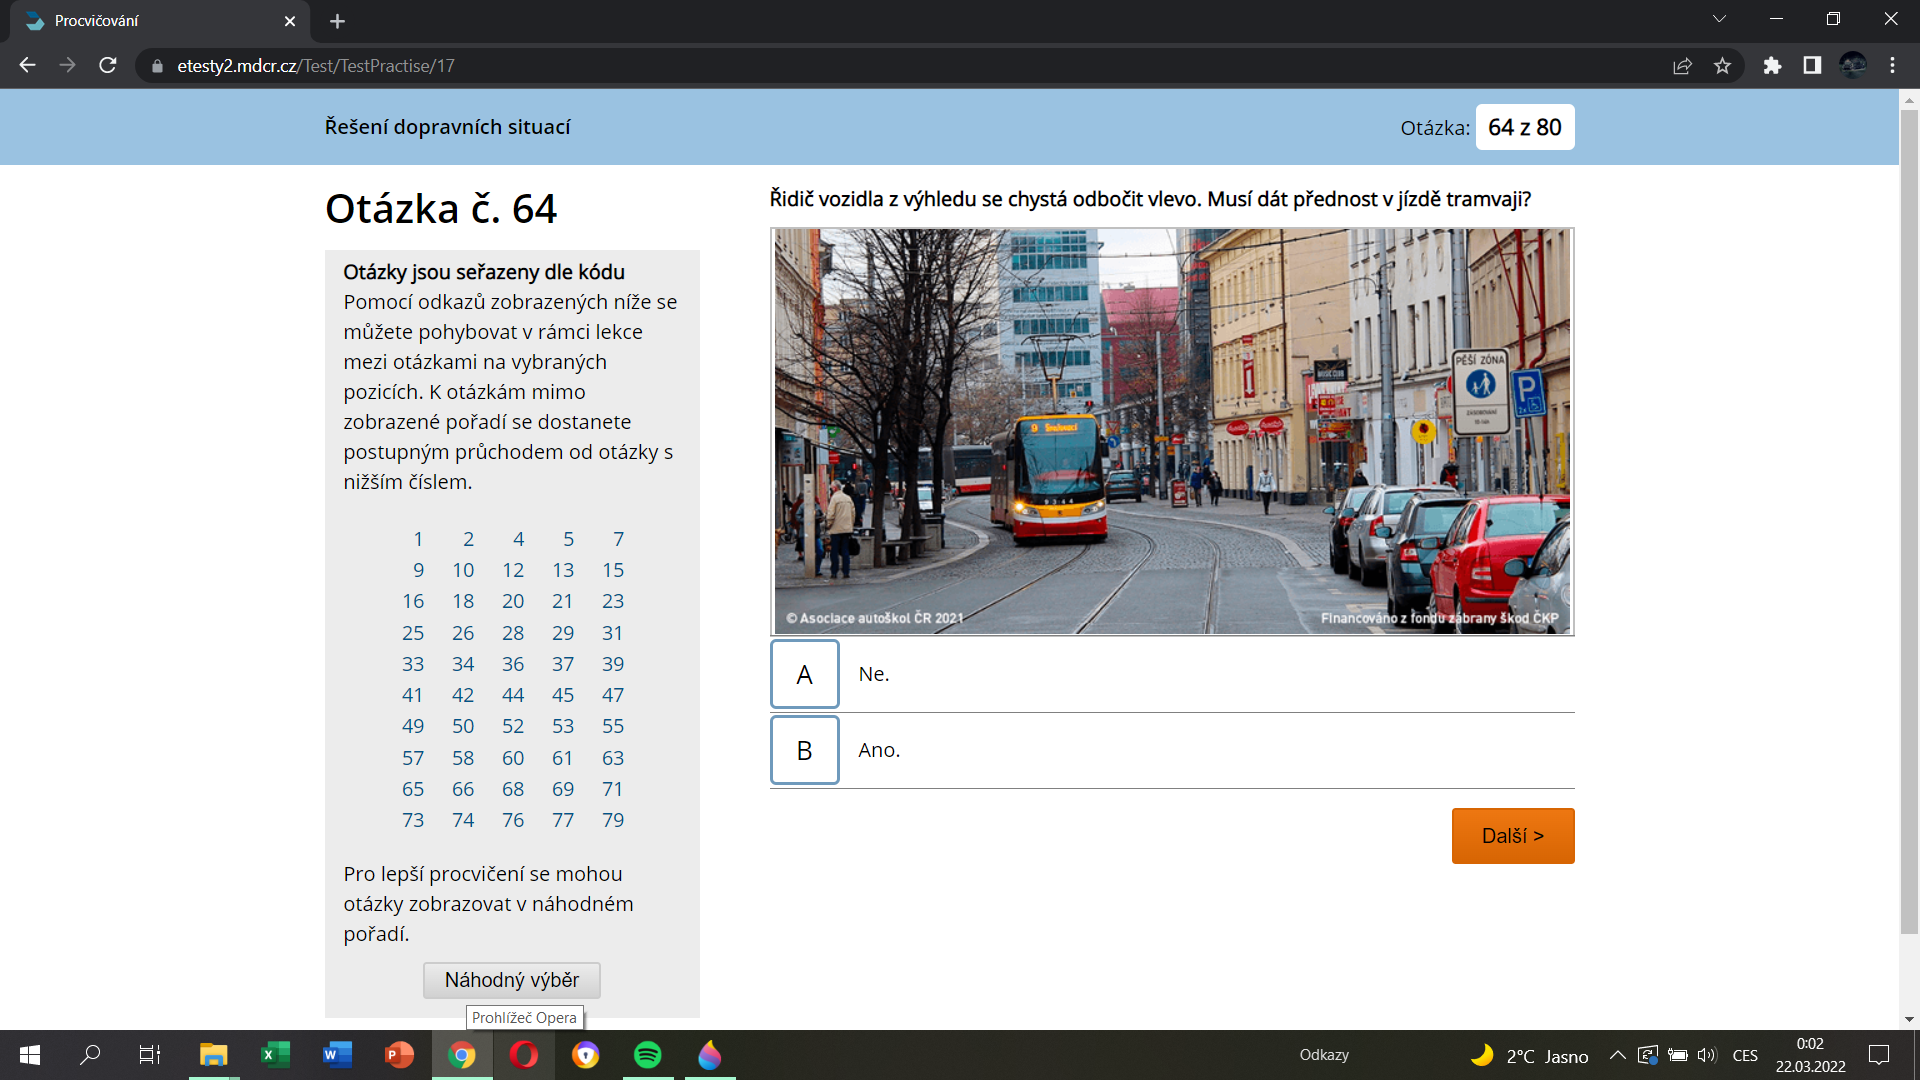 Procvičování
etesty2.mdcr.cz/Test/TestPractise/17
Řešení dopravních situací
Otázka: 64 z 80
Otázka č. 64
Otázky jsou seřazeny dle kódu
Pomocí odkazů zobrazených níže se
můžete pohybovat v rámci lekce
mezi otázkami na vybraných
pozicích. K otázkám mimo
zobrazené pořadí se dostanete
postupným průchodem od otázky s
nižším číslem.
1 2 4 5 7
9 10 12 13 15
16 18 20 21 23
25 26 28 29 31
33 34 36 37 39
41 42 44 45 47
49 50 52 53 55
57 58 60 61 63
65 66 68 69 71
73 74 76 77 79
Pro lepší procvičení se mohou
otázky zobrazovat v náhodném
pořadí.
Náhodný výběr
Prohlížeč Opera
Řidič vozidla z výhledu se chystá odbočit vlevo. Musí dát přednost v jízdě tramvaji?
PĚŠÍ ZÓNA
ZÁSOBOVÁNÍ
P
9
9344
© Asociace autoškol ČR 2021
Financováno z fondu zábrany škod ČKP
A Ne.
B Ano.
Další >
Odkazy
2°C Jasno
CES
0:02
22.03.2022